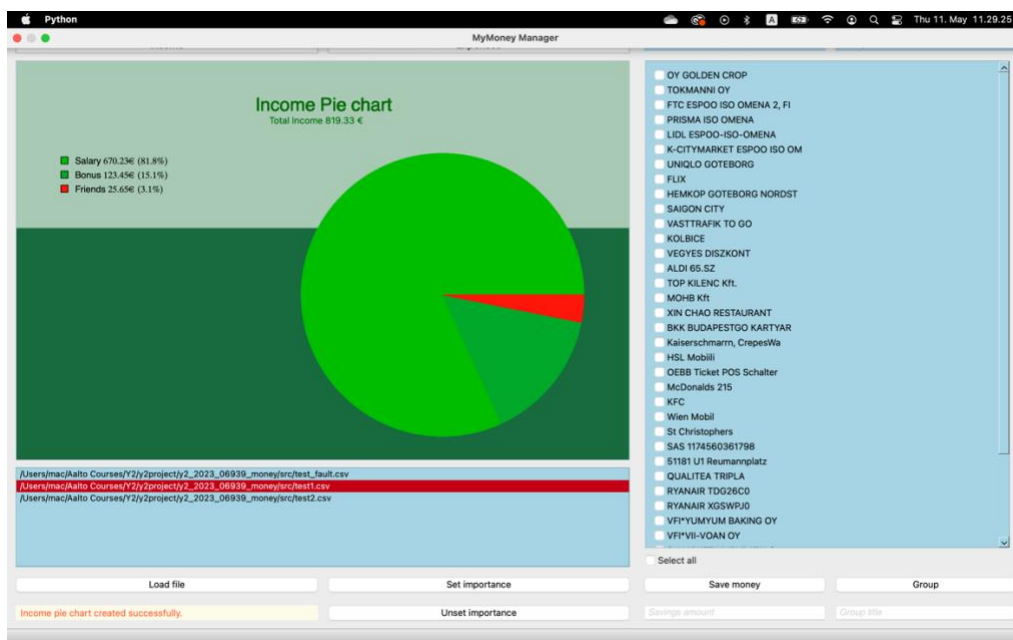 Python
Thu 11. May 11.29.25
MyMoney Manager
Income Pie chart
Total Income 819.33 €
Salary 670.23€ (81.8%)
Bonus 123.45€ (15.1%)
Friends 25.65€ (3.1%)
/Users/mac/Aalto Courses/Y2/y2project/y2_2023_06939_money/src/test_fault.csv
/Users/mac/Aalto Courses/Y2/y2project/y2_2023_06939_money/src/test1.csv
/Users/mac/Aalto Courses/Y2/y2project/y2_2023_06939_money/src/test2.csv
OY GOLDEN CROP
TOKMANNI OY
FTC ESPOO ISO OMENA 2, FI
PRISMA ISO OMENA
LIDL ESPOO-ISO-OMENA
K-CITYMARKET ESPOO ISO OM
UNIQLO GOTEBORG
FLIX
HEMKOP GOTEBORG NORDST
SAIGON CITY
VASTTRAFIK TO GO
KOLBICE
VEGYES DISZKONT
ALDI 65.SZ
TOP KILENC Kft.
MOHB Kft
XIN CHAO RESTAURANT
BKK BUDAPESTGO KARTYAR
Kaiserschmarrn, CrepesWa
HSL Mobiili
OEBB Ticket POS Schalter
McDonalds 215
KFC
Wien Mobil
St Christophers
SAS 1174560361798
51181 U1 Reumannplatz
QUALITEA TRIPLA
RYANAIR TDG26C0
RYANAIR XGSWPJ0
VFI*YUMYUM BAKING OY
VFI*VII-VOAN OY
Select all
Load file
Set importance
Save money
Group
Income pie chart created successfully.
Unset importance
Savings amount
Group title